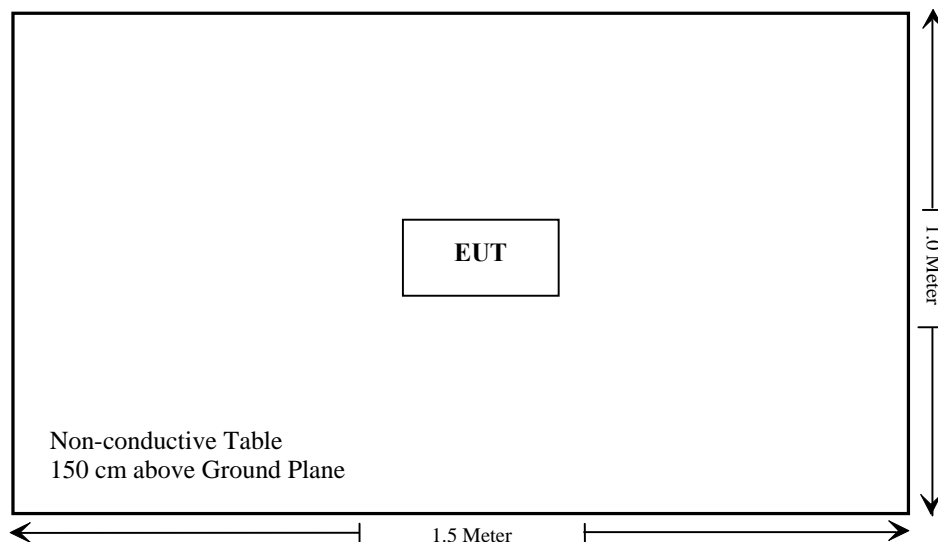 EUT
1.0 Meter
Non-conductive Table
150 cm above Ground Plane
1.5 Meter